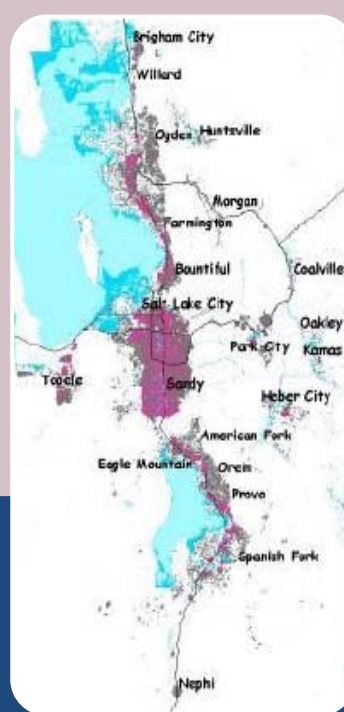 Brigham City
Willard
Ogden
Huntsville
Morgan
Farmington
Bountiful
Coalville
Salt Lake City
Oakley
Park City
Kamas
Tooele
Sandy
Heber City
American Fork
Eagle Mountain
Orem
Provo
Spanish Fork
Nephi